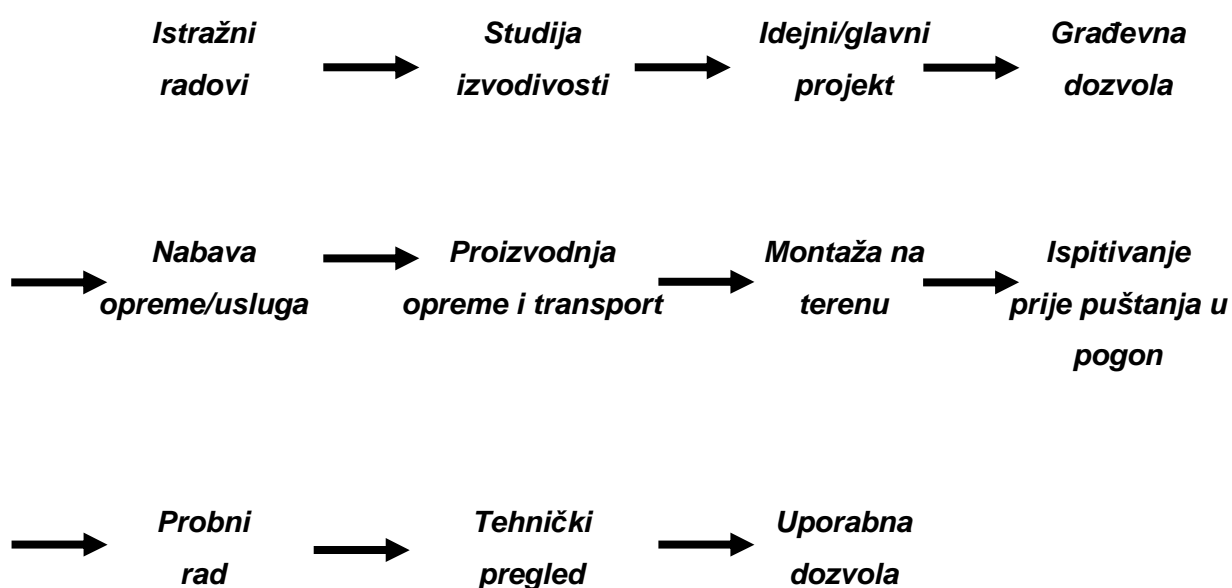 Istražni
radovi
Studija
izvodivosti
Idejni/glavni
projekt
Građevna
dozvola
Nabava
opreme/usluga
Proizvodnja
opreme i transport
Montaža na
terenu
Ispitivanje
prije puštanja u
pogon
Probni
rad
Tehnički
pregled
Uporabna
dozvola